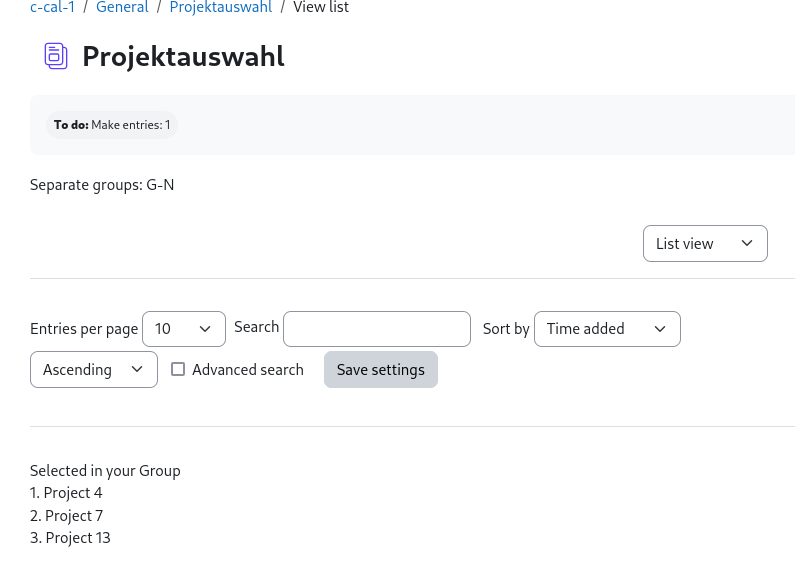 c-cal-1 / General / Projektauswahl / View list
Projektauswahl
To do: Make entries: 1
Separate groups: G-N
List view
Entries per page 10 Search Sort by Time added
Ascending Advanced search Save settings
Selected in your Group
1. Project 4
2. Project 7
3. Project 13